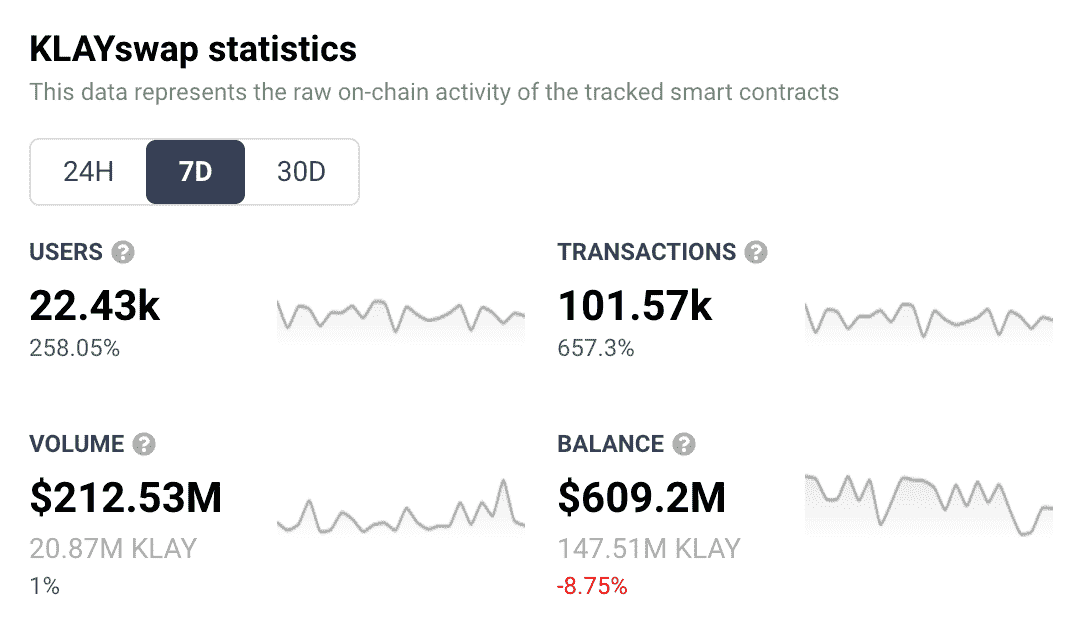 KLAYswap statistics
This data represents the raw on-chain activity of the tracked smart contracts
24H 7D 30D
USERS ?
22.43k
258.05%
TRANSACTIONS ?
101.57k
657.3%
VOLUME ?
$212.53M
20.87M KLAY
1%
BALANCE ?
$609.2M
147.51M KLAY
-8.75%